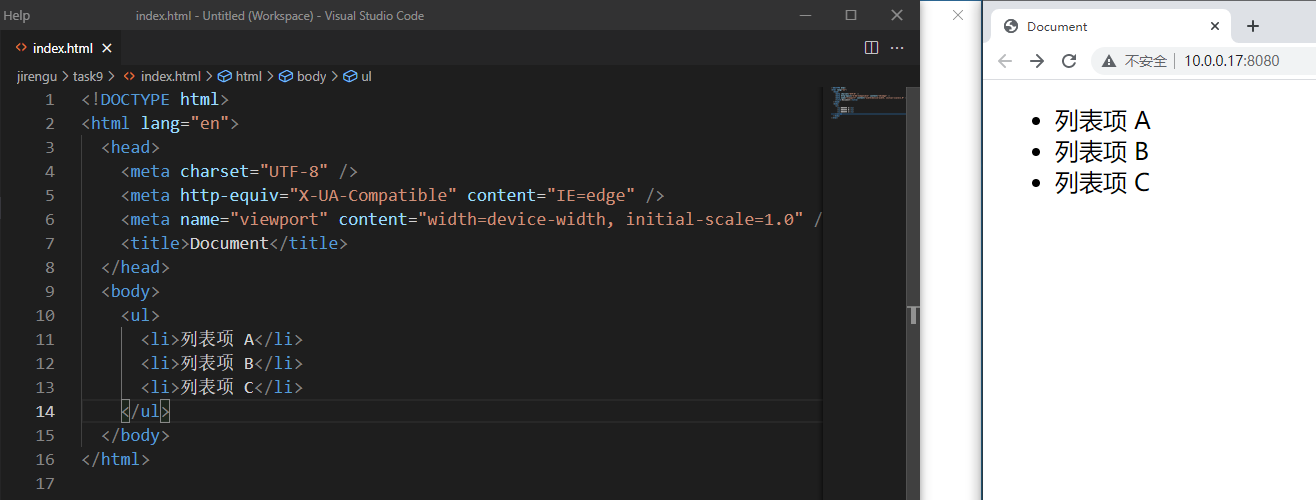 Help index.html - Untitled (Workspace) - Visual Studio Code
index.html
jirengu > task9 > index.html > html > body > ul
1 <!DOCTYPE html>
2 <html lang="en">
3 <head>
4 <meta charset="UTF-8" />
5 <meta http-equiv="X-UA-Compatible" content="IE=edge" />
6 <meta name="viewport" content="width=device-width, initial-scale=1.0" /
7 <title>Document</title>
8 </head>
9 <body>
10 <ul>
11 <li>列表项 A</li>
12 <li>列表项 B</li>
13 <li>列表项 C</li>
14 </ul>
15 </body>
16 </html>
17
Document
不安全 | 10.0.0.17:8080
• 列表项 A
• 列表项 B
• 列表项 C